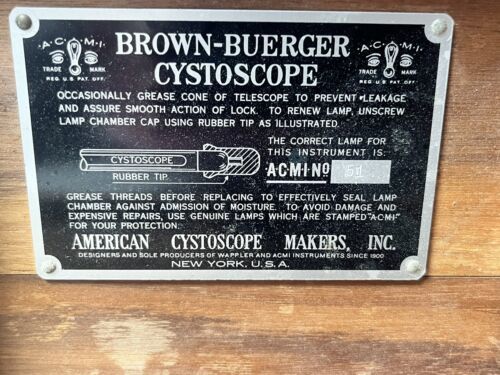 A.C.M.I.
TRADE MARK
REG. U.S. PAT. OFF.
BROWN-BUERGER
CYSTOSCOPE
A.C.M.I.
TRADE MARK
REG. U.S. PAT. OFF.
OCCASIONALLY GREASE CONE OF TELESCOPE TO PREVENT LEAKAGE
AND ASSURE SMOOTH ACTION OF LOCK. TO RENEW LAMP, UNSCREW
LAMP CHAMBER CAP USING RUBBER TIP AS ILLUSTRATED.
CYSTOSCOPE
RUBBER TIP
THE CORRECT LAMP FOR
THIS INSTRUMENT IS:
A.C.M.I. NO 51
GREASE THREADS BEFORE REPLACING TO EFFECTIVELY SEAL LAMP
CHAMBER AGAINST ADMISSION OF MOISTURE. TO AVOID DAMAGE AND
EXPENSIVE REPAIRS, USE GENUINE LAMPS WHICH ARE STAMPED "ACMI"
FOR YOUR PROTECTION.
AMERICAN CYSTOSCOPE MAKERS, INC.
DESIGNERS AND SOLE PRODUCERS OF WAPPLER AND ACMI INSTRUMENTS SINCE 1900
NEW YORK, U.S.A.